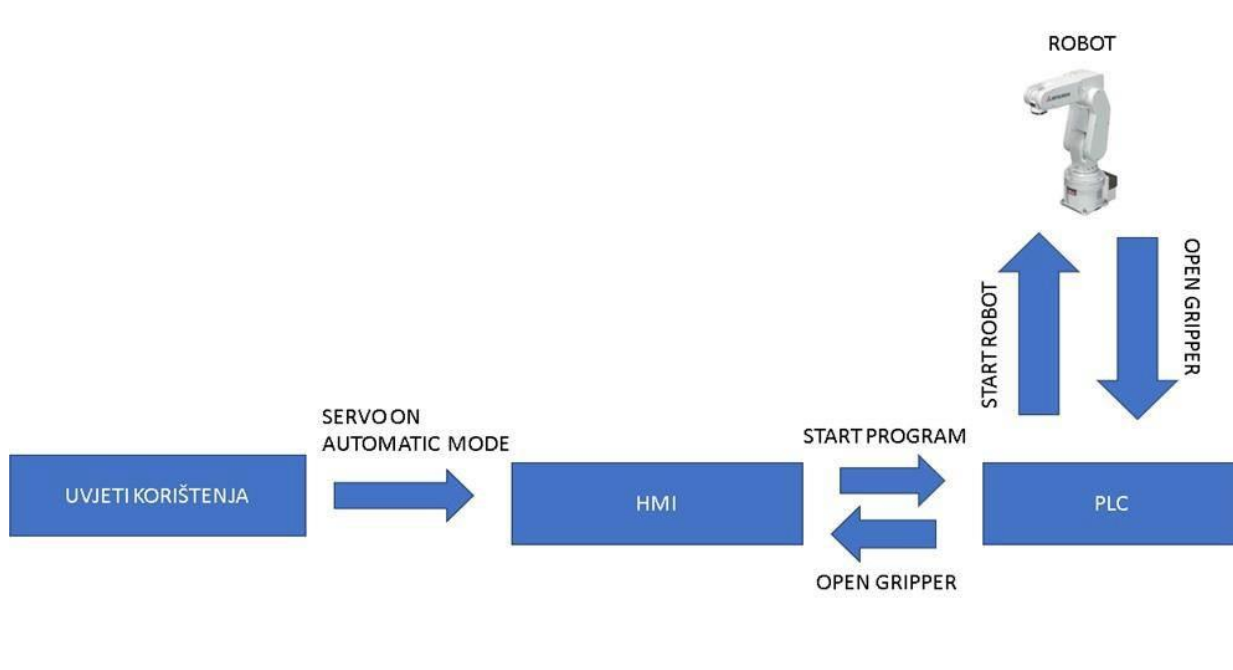 ROBOT
START ROBOT
OPEN GRIPPER
SERVO ON
AUTOMATIC MODE
START PROGRAM
UVJETI KORIŠTENJA
HMI
PLC
OPEN GRIPPER